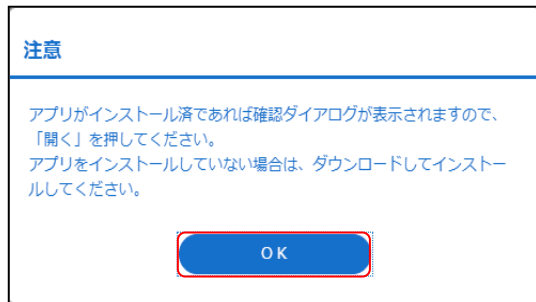 注意
アプリがインストール済であれば確認ダイアログが表示されますので、
「開く」を押してください。
アプリをインストールしていない場合は、ダウンロードしてインストー
ルしてください。
OK